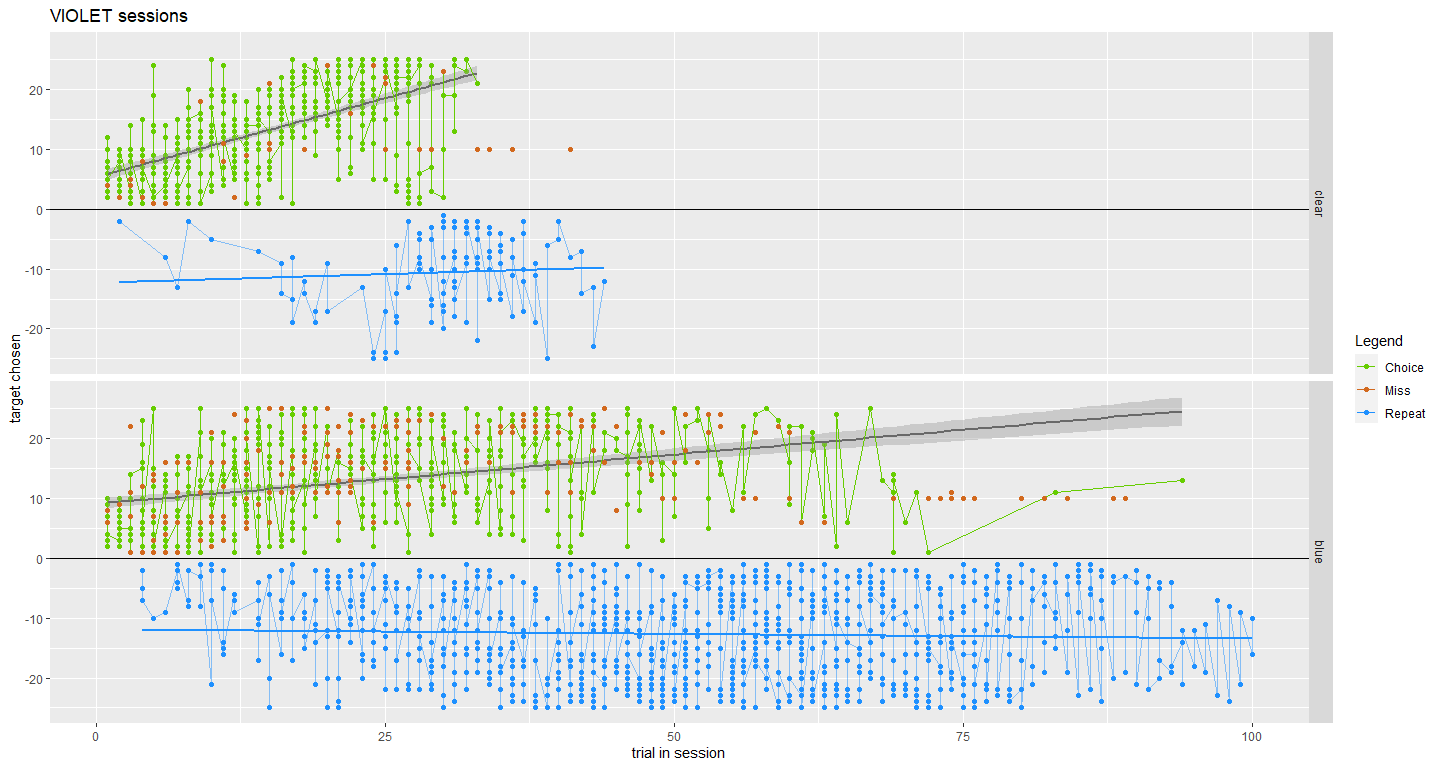 VIOLET sessions
20
10
0
-10
-20
clear
20
10
0
-10
-20
blue
target chosen
0
25
50
75
100
trial in session
Legend
Choice
Miss
Repeat